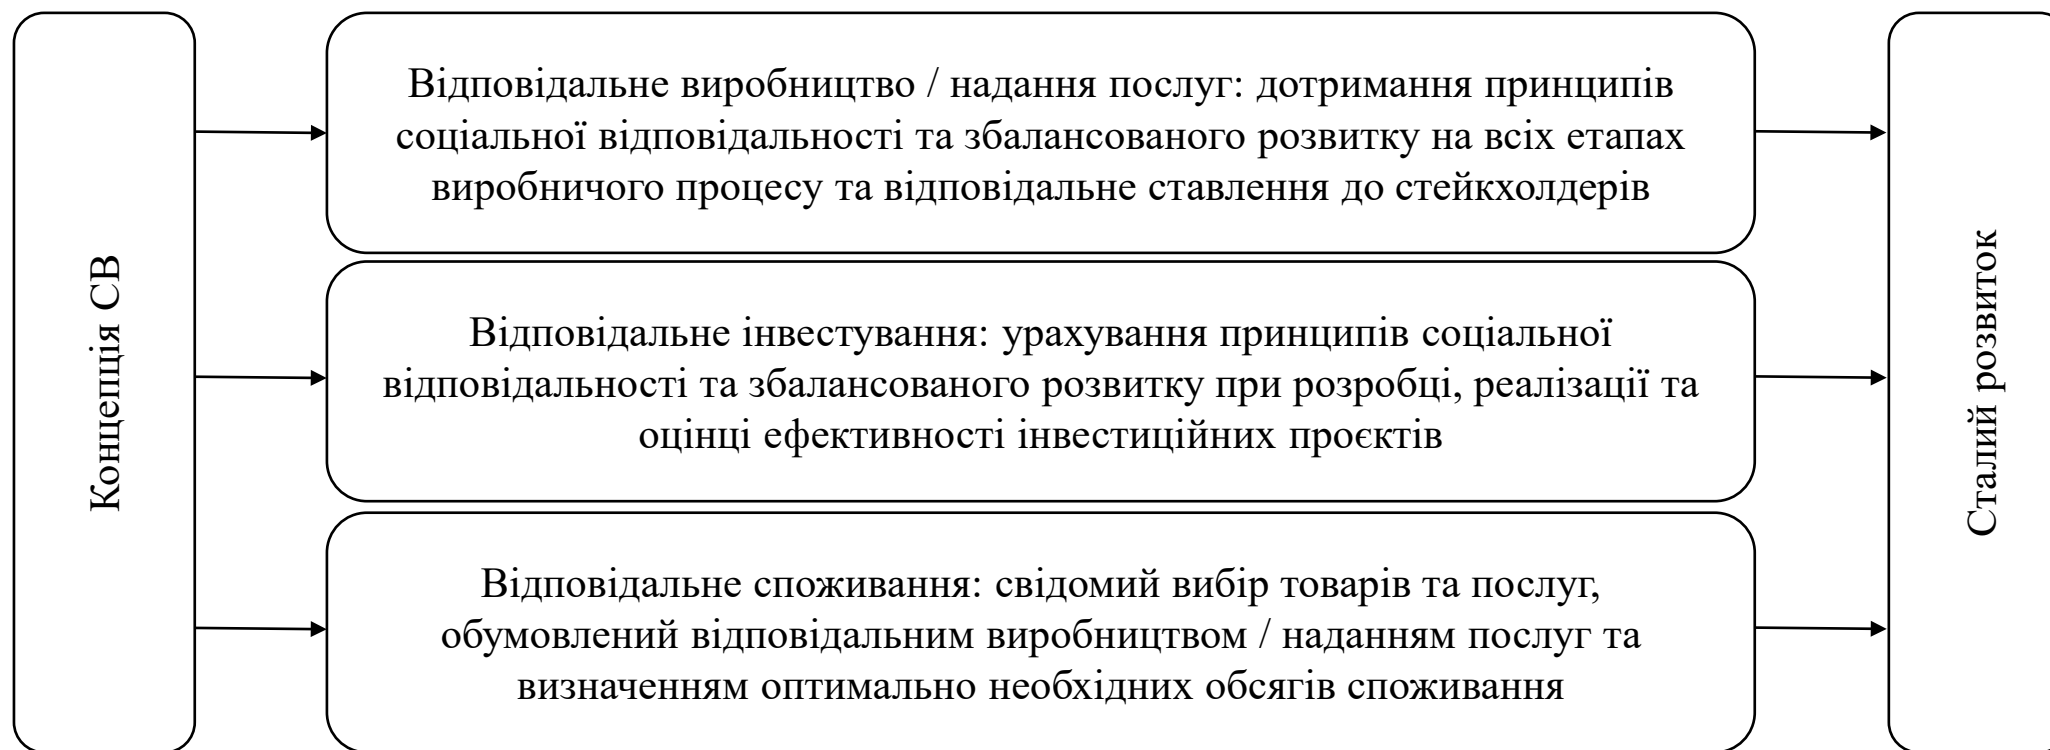 Концепція СВ
Відповідальне виробництво / надання послуг: дотримання принципів
соціальної відповідальності та збалансованого розвитку на всіх етапах
виробничого процесу та відповідальне ставлення до стейкхолдерів
Відповідальне інвестування: урахування принципів соціальної
відповідальності та збалансованого розвитку при розробці, реалізації та
оцінці ефективності інвестиційних проєктів
Відповідальне споживання: свідомий вибір товарів та послуг,
обумовлений відповідальним виробництвом / наданням послуг та
визначенням оптимально необхідних обсягів споживання
Сталий розвиток